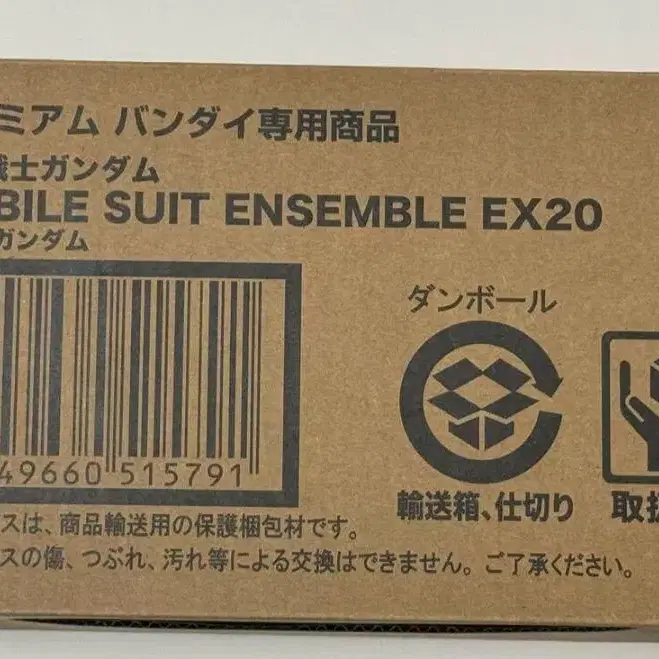 ミアム バンダイ専用商品
戦士ガンダム
BILE SUIT ENSEMBLE EX20
ガンダム
49660 515791
ダンボール
輸送箱、仕切り
取扱
スは、商品輸送用の保護梱包材です。
スの傷、つぶれ、汚れ等による交換はできません。ご了承ください。